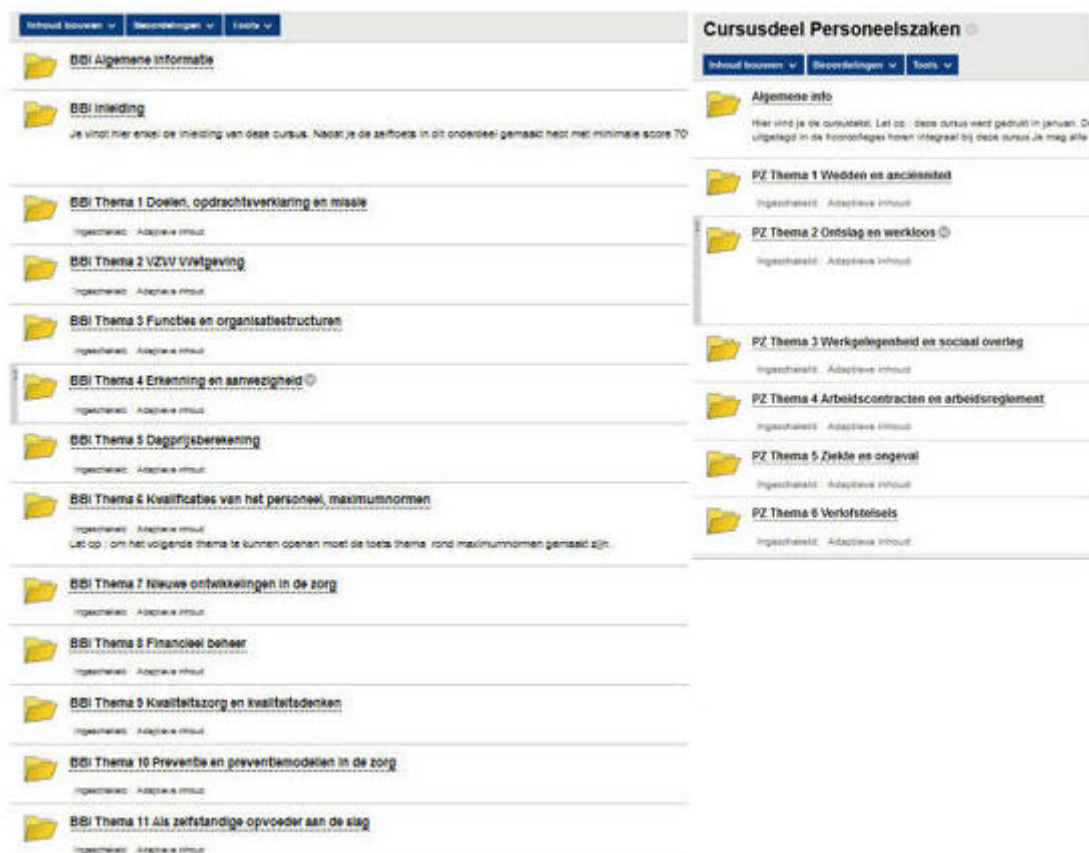 Inhoud bouwen Beoordelingen Tools
BBI Algemene informatie
BBI Inleiding
Je vindt hier enkel de inleiding van deze cursus. Nadat je de zelftoets in dit onderdeel gemaakt hebt met minimale score 70
BBI Thema 1 Doelen, opdrachtsverklaring en missie
Ingeschakeld: Adaptieve inhoud
BBI Thema 2 VZW Wetgeving
Ingeschakeld: Adaptieve inhoud
BBI Thema 3 Functies en organisatiestructuren
Ingeschakeld: Adaptieve inhoud
BBI Thema 4 Erkenning en aanwezigheid
Ingeschakeld: Adaptieve inhoud
BBI Thema 5 Dagprijsberekening
Ingeschakeld: Adaptieve inhoud
BBI Thema 6 Kwalificaties van het personeel, maximumnormen
Ingeschakeld: Adaptieve inhoud
Let op : om het volgende thema te kunnen openen moet de toets thema rond maximumnormen gemaakt zijn.
BBI Thema 7 Nieuwe ontwikkelingen in de zorg
Ingeschakeld: Adaptieve inhoud
BBI Thema 8 Financieel beheer
Ingeschakeld: Adaptieve inhoud
BBI Thema 9 Kwaliteitszorg en kwaliteitsdenken
Ingeschakeld: Adaptieve inhoud
BBI Thema 10 Preventie en preventiemodellen in de zorg
Ingeschakeld: Adaptieve inhoud
BBI Thema 11 Als zelfstandige opvoeder aan de slag
Ingeschakeld: Adaptieve inhoud
Cursusdeel Personeelszaken
Inhoud bouwen Beoordelingen Tools
Algemene info
Hier vind je de cursustekst. Let op : deze cursus werd gedrukt in januari. De
uitgelegd in de hoorcolleges horen integraal bij deze cursus.Je mag alle
PZ Thema 1 Wedden en anciënniteit
Ingeschakeld: Adaptieve inhoud
PZ Thema 2 Ontslag en werkloos
Ingeschakeld: Adaptieve inhoud
PZ Thema 3 Werkgelegenheid en sociaal overleg
Ingeschakeld: Adaptieve inhoud
PZ Thema 4 Arbeidscontracten en arbeidsreglement
Ingeschakeld: Adaptieve inhoud
PZ Thema 5 Ziekte en ongeval
Ingeschakeld: Adaptieve inhoud
PZ Thema 6 Verlofstelsels
Ingeschakeld: Adaptieve inhoud